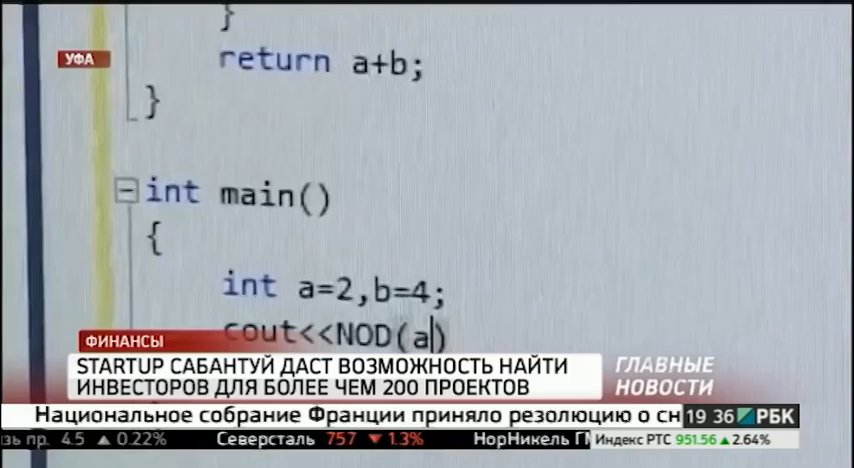 }
УФА
return a+b;
}
int main()
{
int a=2,b=4;
cout<<NOD(a)
ФИНАНСЫ
STARTUP САБАНТУЙ ДАСТ ВОЗМОЖНОСТЬ НАЙТИ
ИНВЕСТОРОВ ДЛЯ БОЛЕЕ ЧЕМ 200 ПРОЕКТОВ
ГЛАВНЫЕ
НОВОСТИ
Национальное собрание Франции приняло резолюцию о сн
19 36 РБК
пр. 4.5 ▲ 0.22% Северсталь 757 ▼ 1.3% НорНикель
Индекс РТС 951.56 ▲ 2.64%